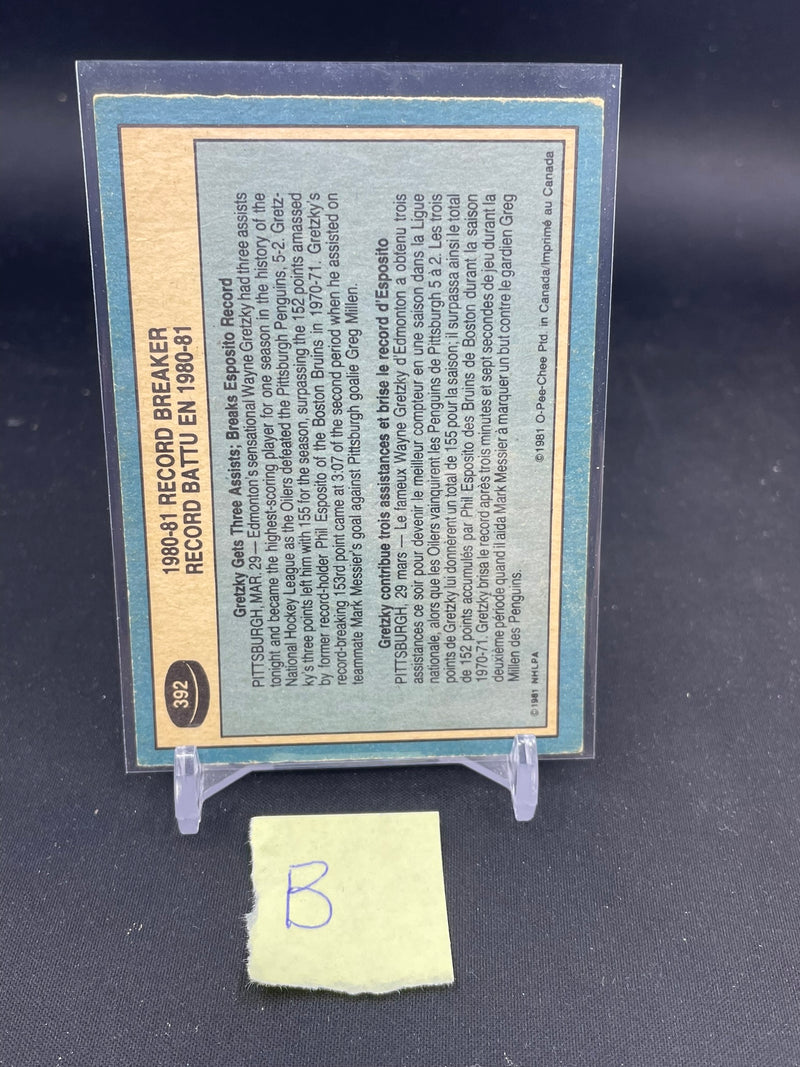 392
1980-81 RECORD BREAKER
RECORD BATTU EN 1980-81
Gretzky Gets Three Assists; Breaks Esposito Record
PITTSBURGH, MAR, 29 — Edmonton's sensational Wayne Gretzky had three assists
tonight and became the highest-scoring player for one season in the history of the
National Hockey League as the Oilers defeated the Pittsburgh Penguins, 5-2. Gretz-
ky's three points left him with 155 for the season, surpassing the 152 points amassed
by former record-holder Phil Esposito of the Boston Bruins in 1970-71. Gretzky's
record-breaking 153rd point came at 3:07 of the second period when he assisted on
teammate Mark Messier's goal against Pittsburgh goalie Greg Millen.
Gretzky contribue trois assistances et brise le record d'Esposito
PITTSBURGH, 29 mars — Le fameux Wayne Gretzky d'Edmonton a obtenu trois
assistances ce soir pour devenir le meilleur compteur en une saison dans la Ligue
nationale, alors que les Oilers vainquirent les Penguins de Pittsburgh 5 à 2. Les trois
points de Gretzky lui donnèrent un total de 155 pour la saison; il surpassa ainsi le total
de 152 points accumulés par Phil Esposito des Bruins de Boston durant la saison
1970-71. Gretzky brisa le record après trois minutes et sept secondes de jeu durant la
deuxième période quand il aida Mark Messier à marquer un but contre le gardien Greg
Millen des Penguins.
©1981 NHLPA ©1981 O-Pee-Chee Ptd. in Canada/Imprimé au Canada
B